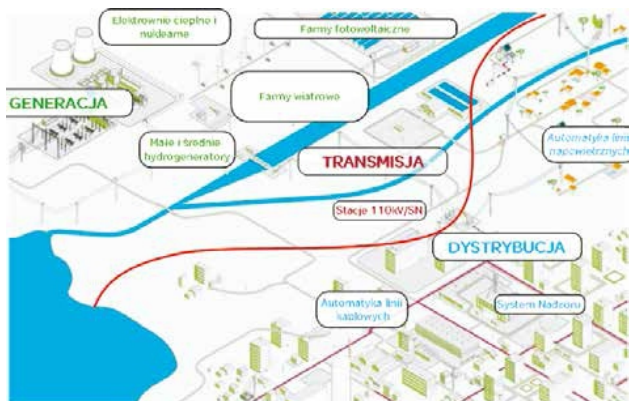 Elektrownie cieplne i
nuklearne
Farmy fotowoltaiczne
GENERACJA
Farmy wiatrowe
Małe i średnie
hydrogeneratory
TRANSMISJA
Automatyka linii
napowietrznych
Stacje 110kV/SN
DYSTRYBUCJA
Automatyka linii
kablowych
System Nadzoru